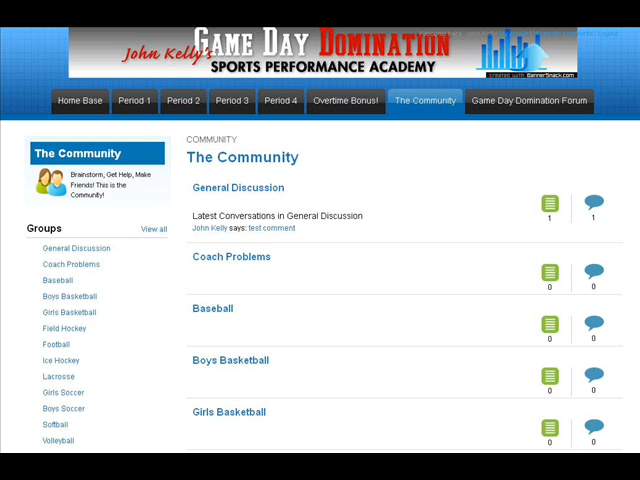 John Kelly's GAME DAY DOMINATION
SPORTS PERFORMANCE ACADEMY
created with BannerSnack.com
Logout
Home Base
Period 1
Period 2
Period 3
Period 4
Overtime Bonus!
The Community
Game Day Domination Forum
The Community
Brainstorm, Get Help, Make
Friends! This is the
Community!
Groups
View all
General Discussion
Coach Problems
Baseball
Boys Basketball
Girls Basketball
Field Hockey
Football
Ice Hockey
Lacrosse
Girls Soccer
Boys Soccer
Softball
Volleyball
COMMUNITY
The Community
General Discussion
Latest Conversations in General Discussion
John Kelly says: test comment
1
1
Coach Problems
0
0
Baseball
0
0
Boys Basketball
0
0
Girls Basketball
0
0